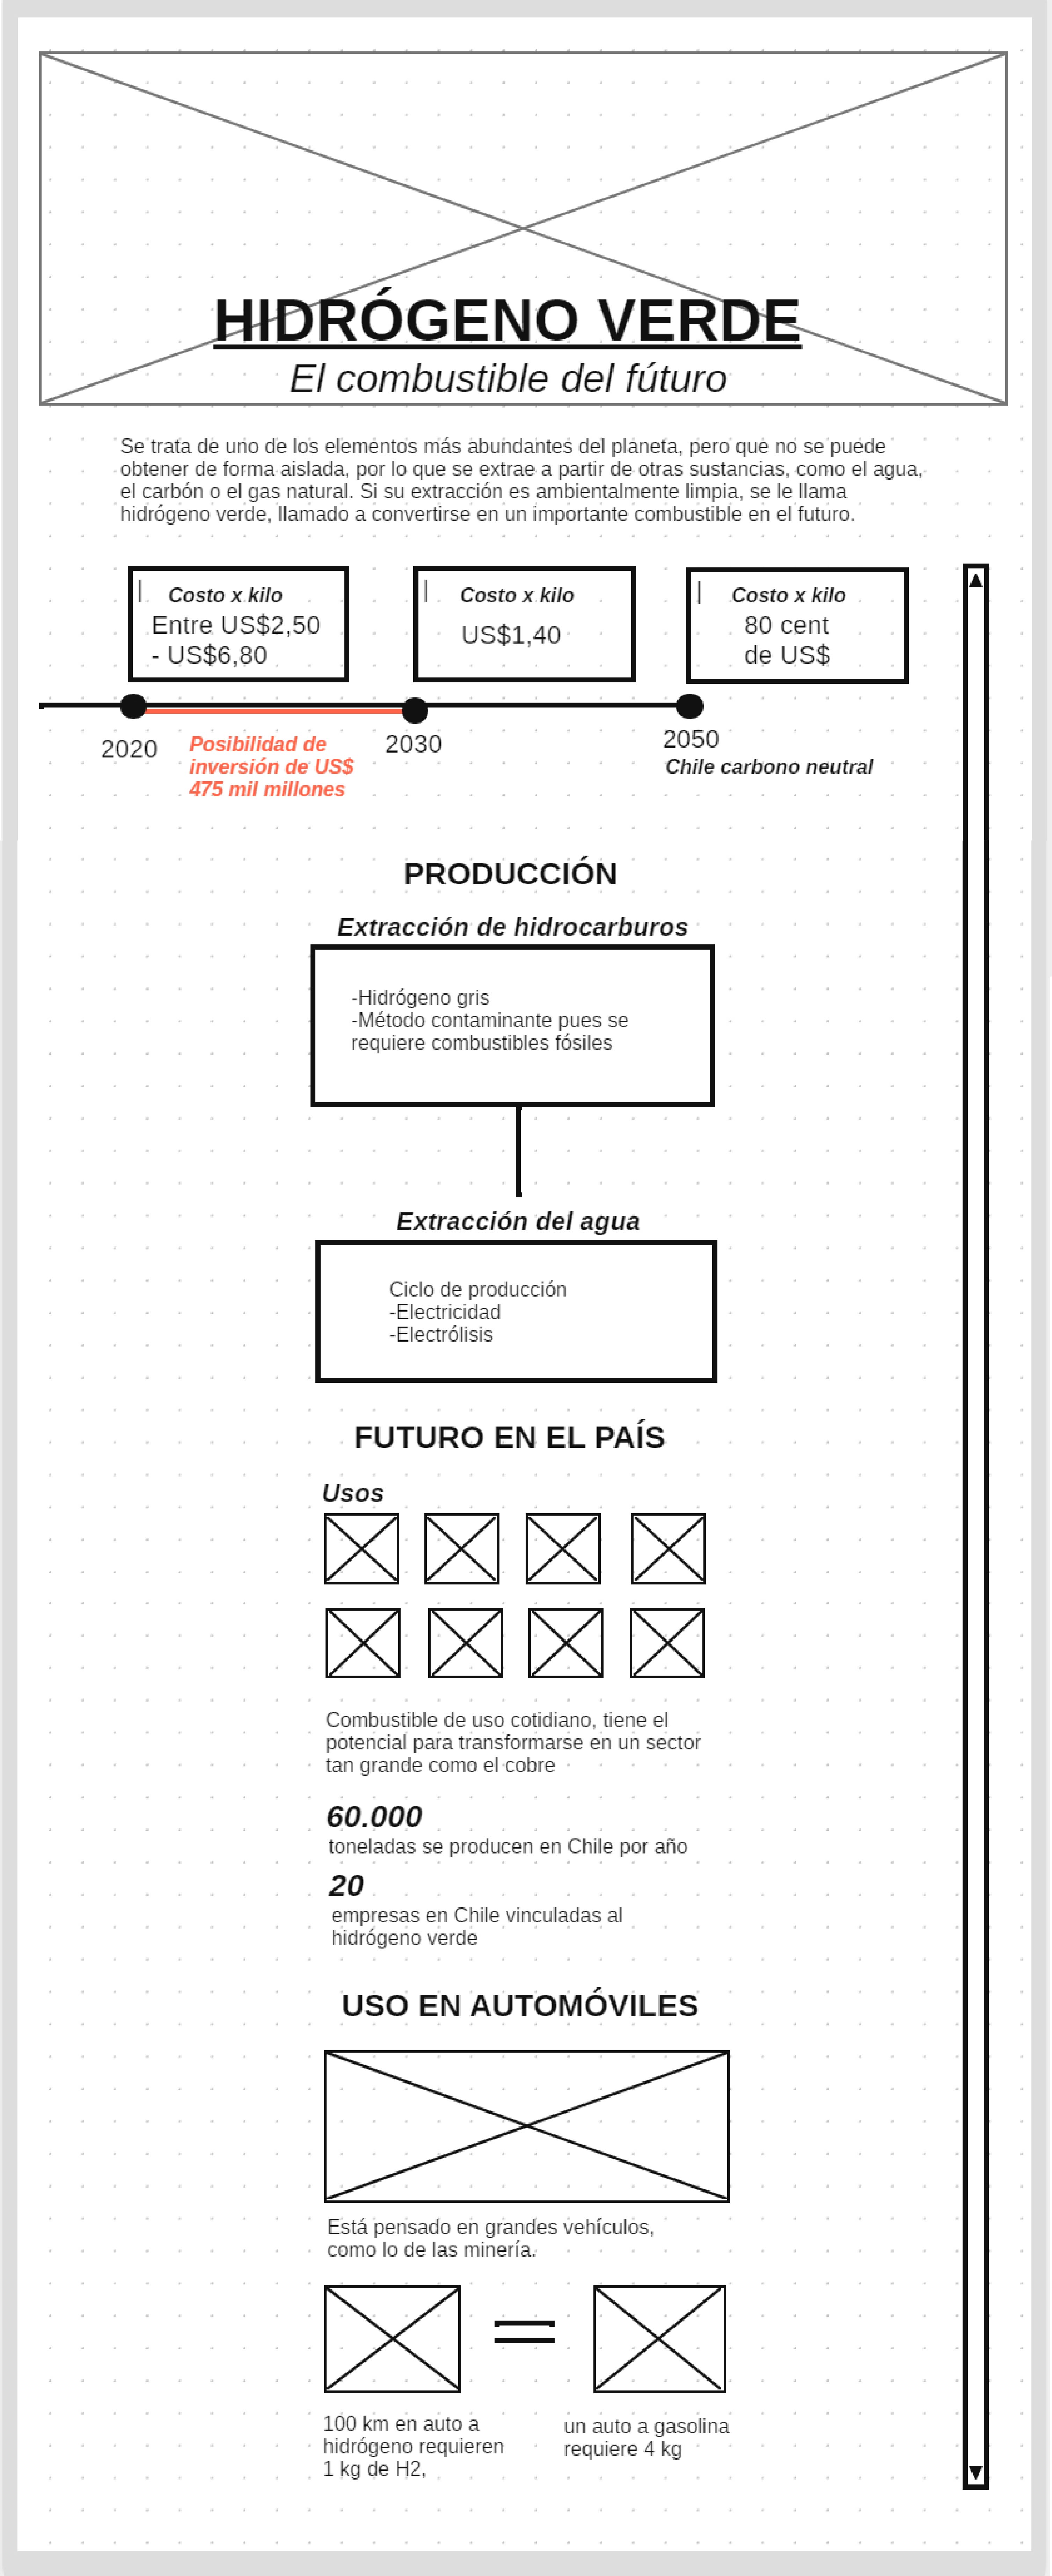 HIDRÓGENO VERDE
El combustible del fúturo
Se trata de uno de los elementos más abundantes del planeta, pero que no se puede
obtener de forma aislada, por lo que se extrae a partir de otras sustancias, como el agua,
el carbón o el gas natural. Si su extracción es ambientalmente limpia, se le llama
hidrógeno verde, llamado a convertirse en un importante combustible en el futuro.
Costo x kilo
Entre US$2,50
- US$6,80
Costo x kilo
US$1,40
Costo x kilo
80 cent
de US$
2020
Posibilidad de
inversión de US$
475 mil millones
2030
2050
Chile carbono neutral
PRODUCCIÓN
Extracción de hidrocarburos
-Hidrógeno gris
-Método contaminante pues se
requiere combustibles fósiles
Extracción del agua
Ciclo de producción
-Electricidad
-Electrólisis
FUTURO EN EL PAÍS
Usos
Combustible de uso cotidiano, tiene el
potencial para transformarse en un sector
tan grande como el cobre
60.000
toneladas se producen en Chile por año
20
empresas en Chile vinculadas al
hidrógeno verde
USO EN AUTOMÓVILES
Está pensado en grandes vehículos,
como lo de las minería.
100 km en auto a
hidrógeno requieren
1 kg de H2,
un auto a gasolina
requiere 4 kg